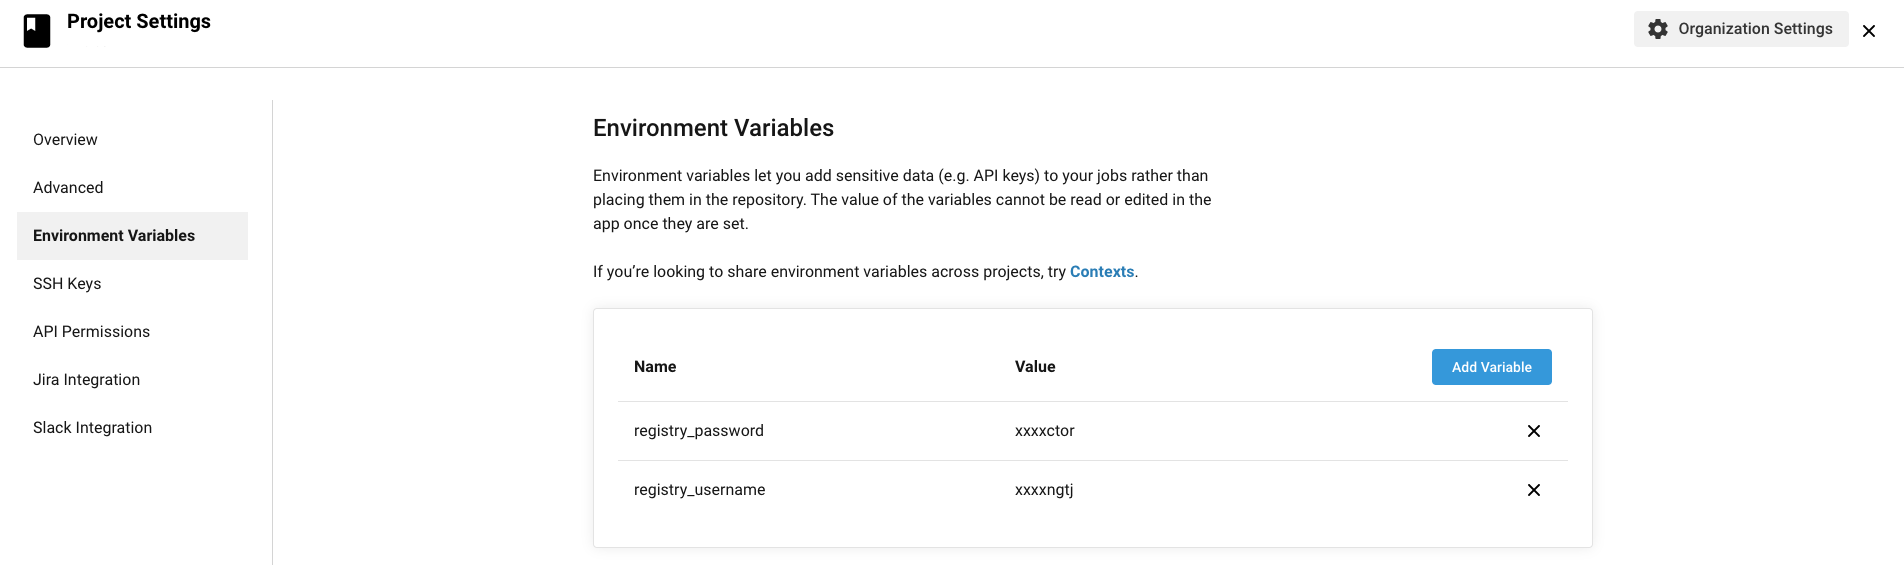 Project Settings
Organization Settings
Overview
Advanced
Environment Variables
SSH Keys
API Permissions
Jira Integration
Slack Integration
Environment Variables
Environment variables let you add sensitive data (e.g. API keys) to your jobs rather than
placing them in the repository. The value of the variables cannot be read or edited in the
app once they are set.
If you’re looking to share environment variables across projects, try Contexts.
Name Value Add Variable
registry_password xxxxctor
registry_username xxxxngtj